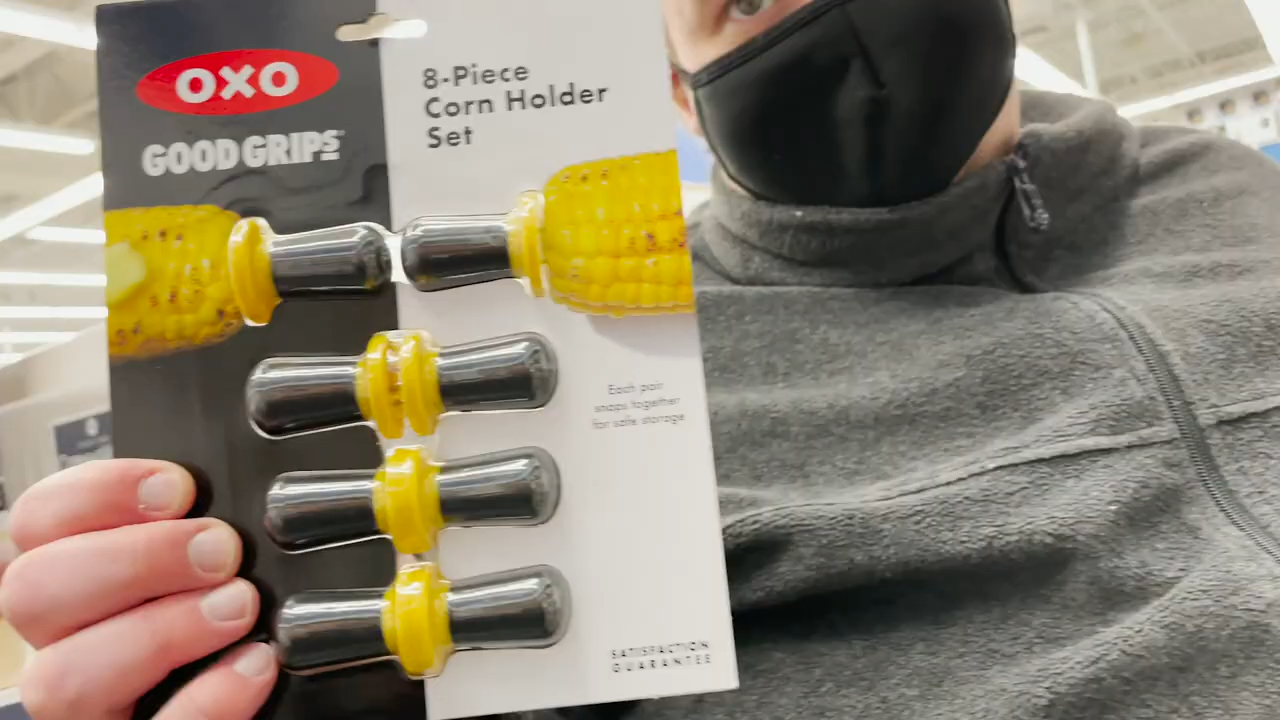 OXO
GOOD GRIPS
8-Piece
Corn Holder
Set
Each pair
snaps together
for safe storage
SATISFACTION
GUARANTEE